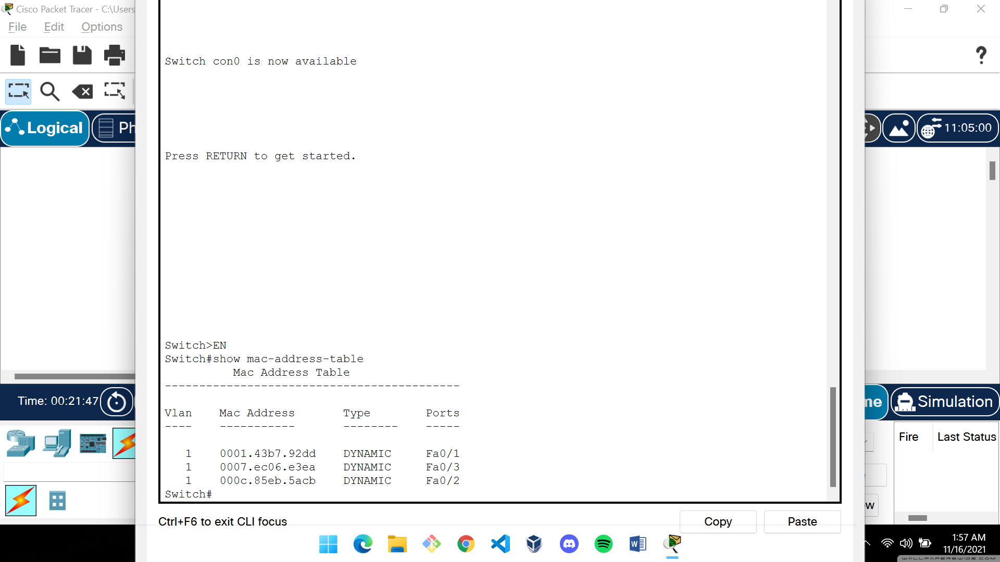 Cisco Packet Tracer - C:\Users
File Edit Options
Switch con0 is now available
Logical
11:05:00
Press RETURN to get started.
Switch>EN
Switch#show mac-address-table
Mac Address Table
-------------------------------------------
Vlan Mac Address Type Ports
---- ----------- -------- -----
1 0001.43b7.92dd DYNAMIC Fa0/1
1 0007.ec06.e3ea DYNAMIC Fa0/3
1 000c.85eb.5acb DYNAMIC Fa0/2
Switch#
Time: 00:21:47
Simulation
Fire Last Status
Ctrl+F6 to exit CLI focus
Copy
Paste
1:57 AM
11/16/2021
WALLPAPERSWIDE.COM